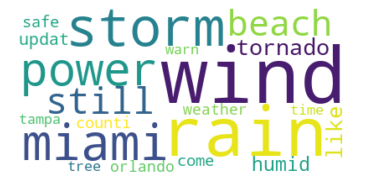 safe storm beach
updat tornado
warn
power wind
still rain like
weather time
tampa counti
miami come humid
tree orlando